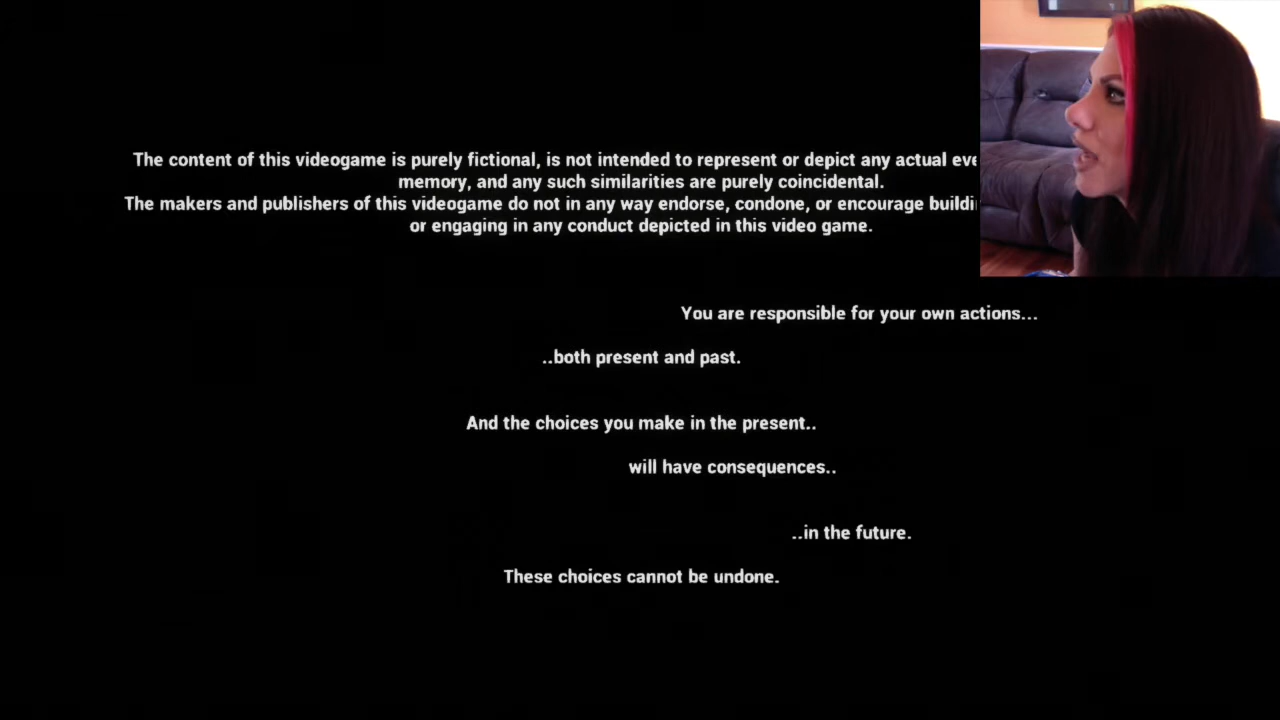 The content of this videogame is purely fictional, is not intended to represent or depict any actual
memory, and any such similarities are purely coincidental.
The makers and publishers of this videogame do not in any way endorse, condone, or encourage
or engaging in any conduct depicted in this video game.
You are responsible for your own actions...
..both present and past.
And the choices you make in the present..
will have consequences..
..in the future.
These choices cannot be undone.